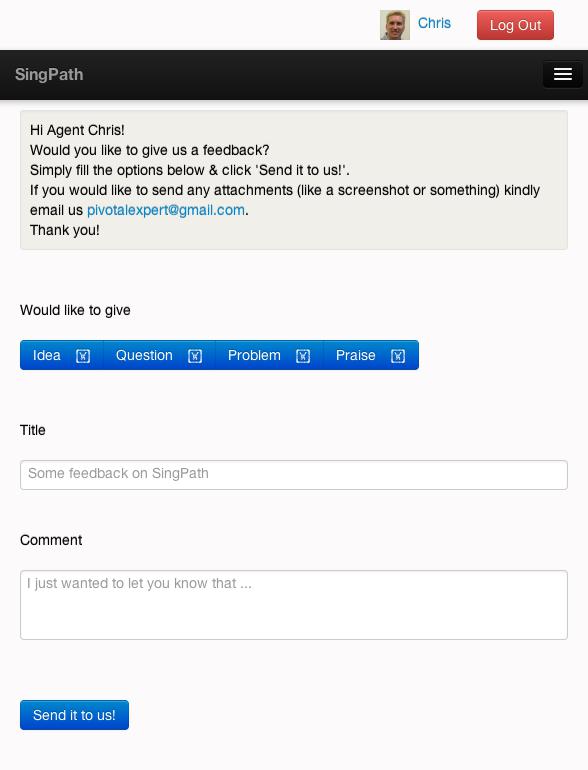 Chris
Log Out
SingPath
Hi Agent Chris!
Would you like to give us a feedback?
Simply fill the options below & click 'Send it to us!'.
If you would like to send any attachments (like a screenshot or something) kindly
email us pivotalexpert@gmail.com.
Thank you!
Would like to give
Idea Question Problem Praise
Title
Some feedback on SingPath
Comment
I just wanted to let you know that ...
Send it to us!